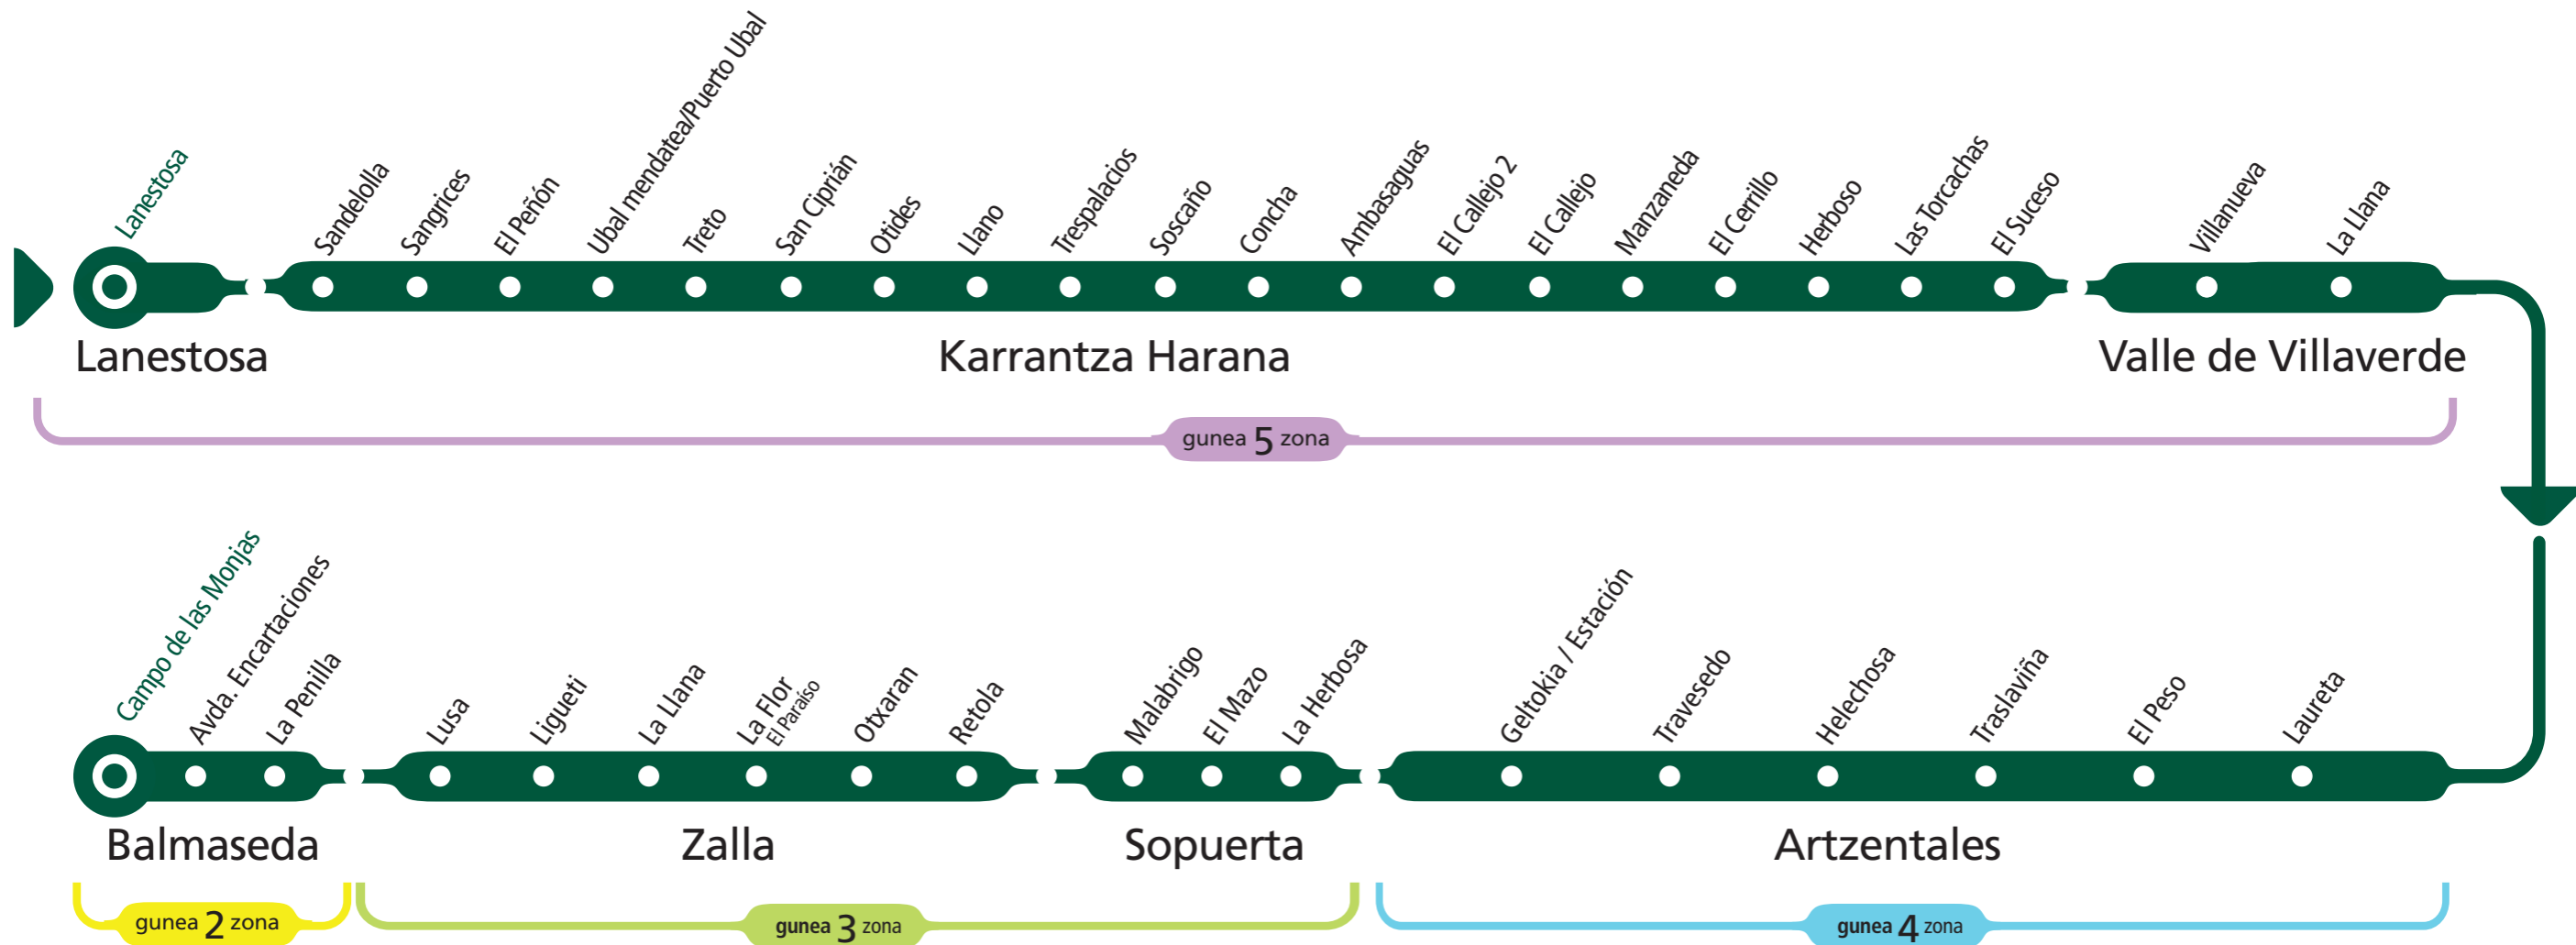 Lanestosa
Sandelolla
Sangrices
El Peñón
Ubal mendatea/Puerto Ubal
Treto
San Ciprián
Otides
Llano
Trespalacios
Soscaño
Concha
Ambasaguas
El Callejo 2
El Callejo
Manzaneda
El Cerrillo
Herboso
Las Torcachas
El Suceso
Villanueva
La Llana
Lanestosa
Karrantza Harana
Valle de Villaverde
gunea 5 zona
Campo de las Monjas
Avda. Encartaciones
La Penilla
Lusa
Ligueti
La Llana
La Flor
El Paraíso
Otxaran
Retola
Malabrigo
El Mazo
La Herbosa
Geltokia / Estación
Travesedo
Helechosa
Traslaviña
El Peso
Laureta
Balmaseda
Zalla
Sopuerta
Artzentales
gunea 2 zona
gunea 3 zona
gunea 4 zona